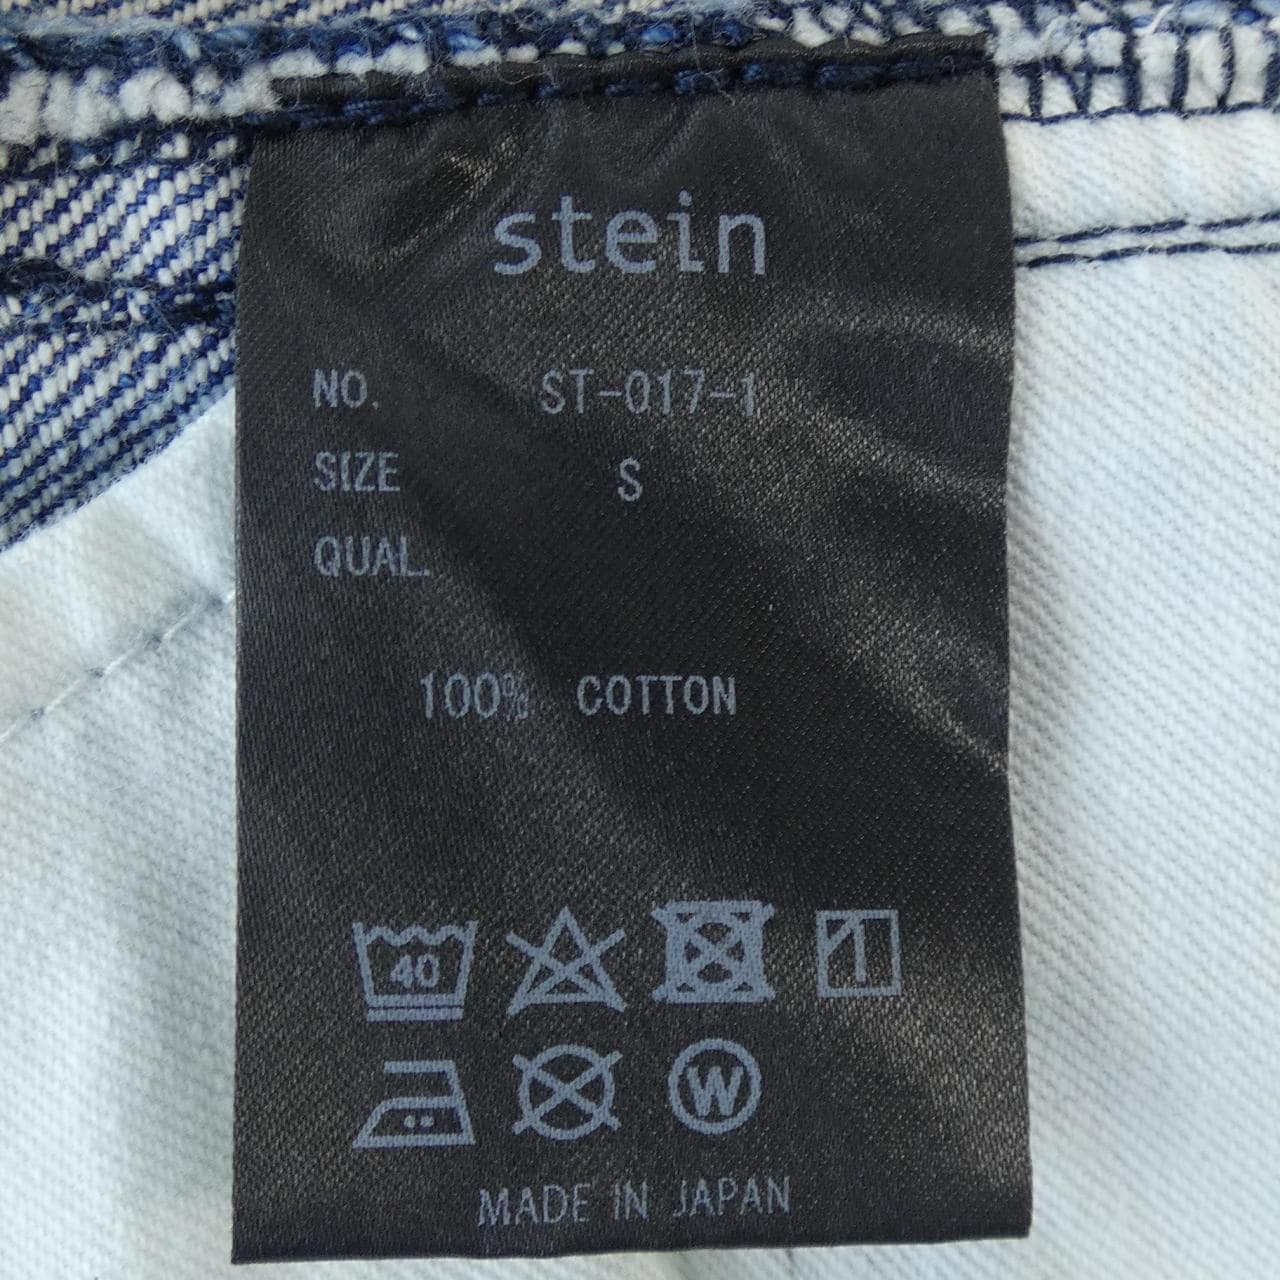 stein
NO. ST-017-1
SIZE S
QUAL.
100% COTTON
40
W
MADE IN JAPAN